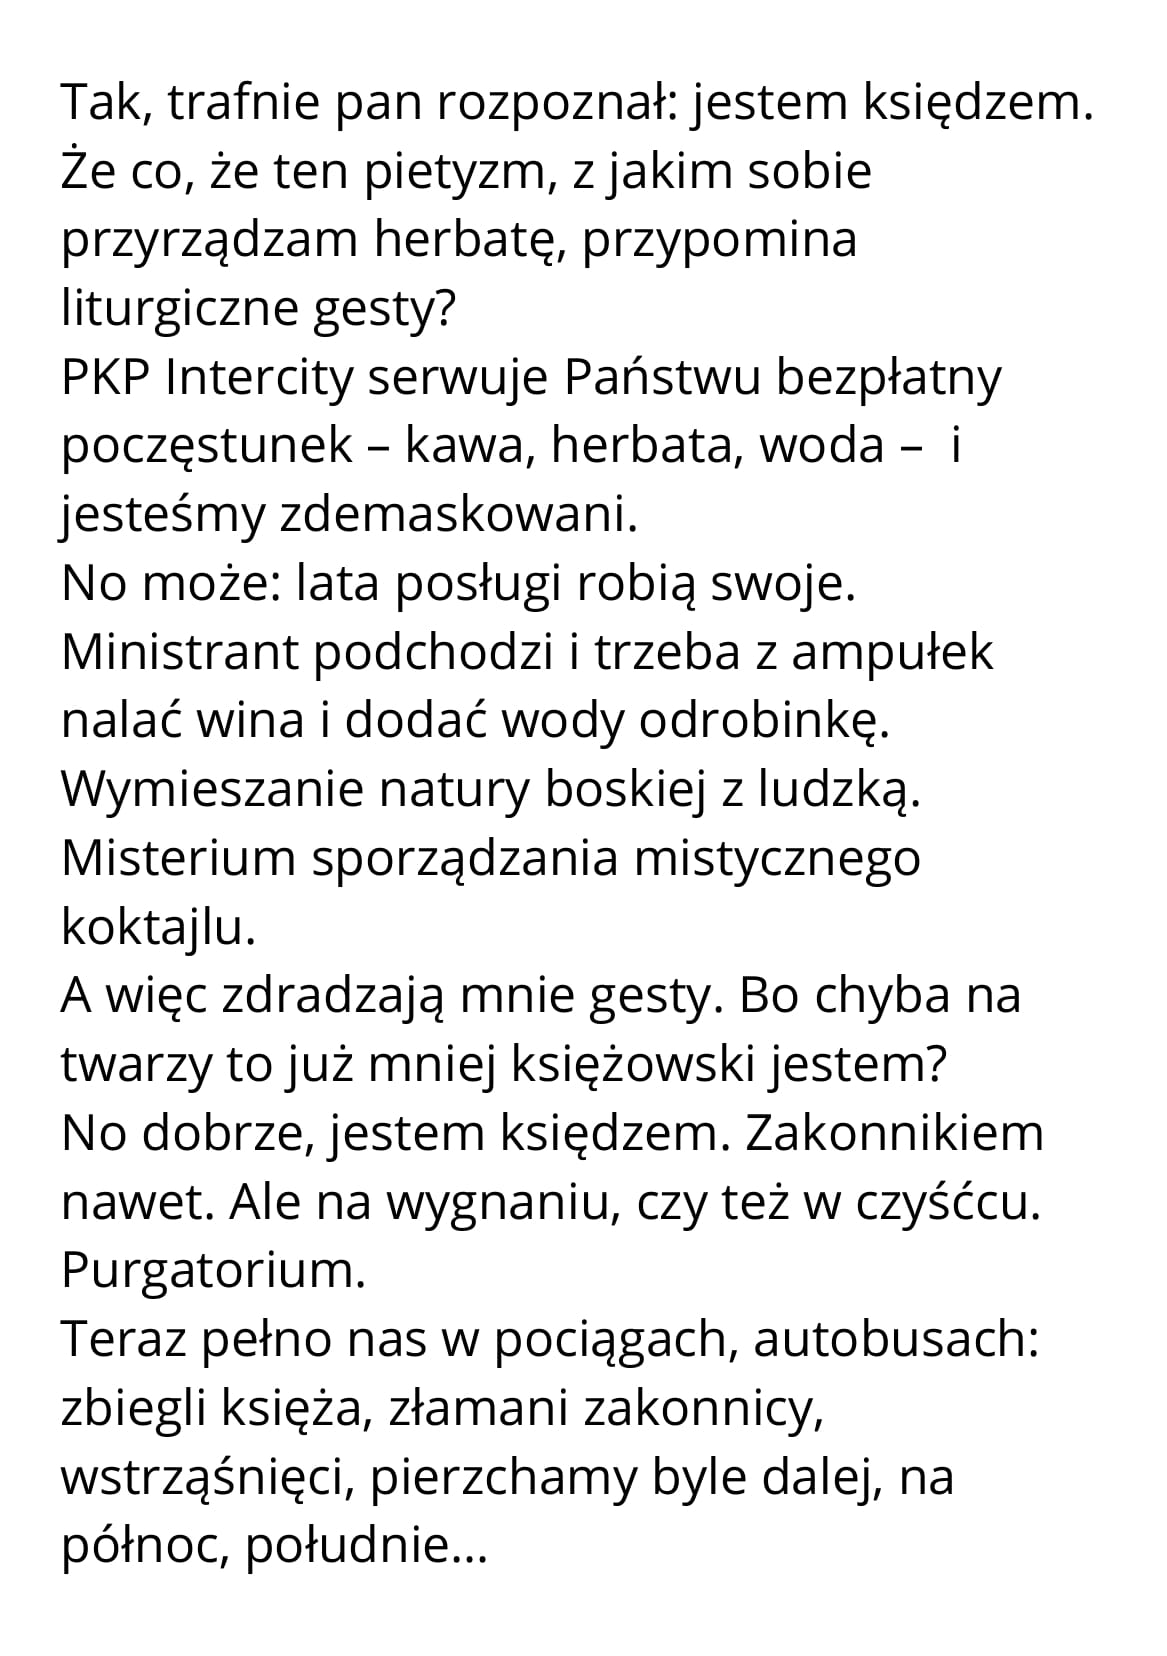 Tak, trafnie pan rozpoznał: jestem księdzem.
Że co, że ten pietyzm, z jakim sobie
przyrządzam herbatę, przypomina
liturgiczne gesty?
PKP Intercity serwuje Państwu bezpłatny
poczęstunek – kawa, herbata, woda –  i
jesteśmy zdemaskowani.
No może: lata posługi robią swoje.
Ministrant podchodzi i trzeba z ampułek
nalać wina i dodać wody odrobinkę.
Wymieszanie natury boskiej z ludzką.
Misterium sporządzania mistycznego
koktajlu.
A więc zdradzają mnie gesty. Bo chyba na
twarzy to już mniej księżowski jestem?
No dobrze, jestem księdzem. Zakonnikiem
nawet. Ale na wygnaniu, czy też w czyśćcu.
Purgatorium.
Teraz pełno nas w pociągach, autobusach:
zbiegli księża, złamani zakonnicy,
wstrząśnięci, pierzchamy byle dalej, na
północ, południe...